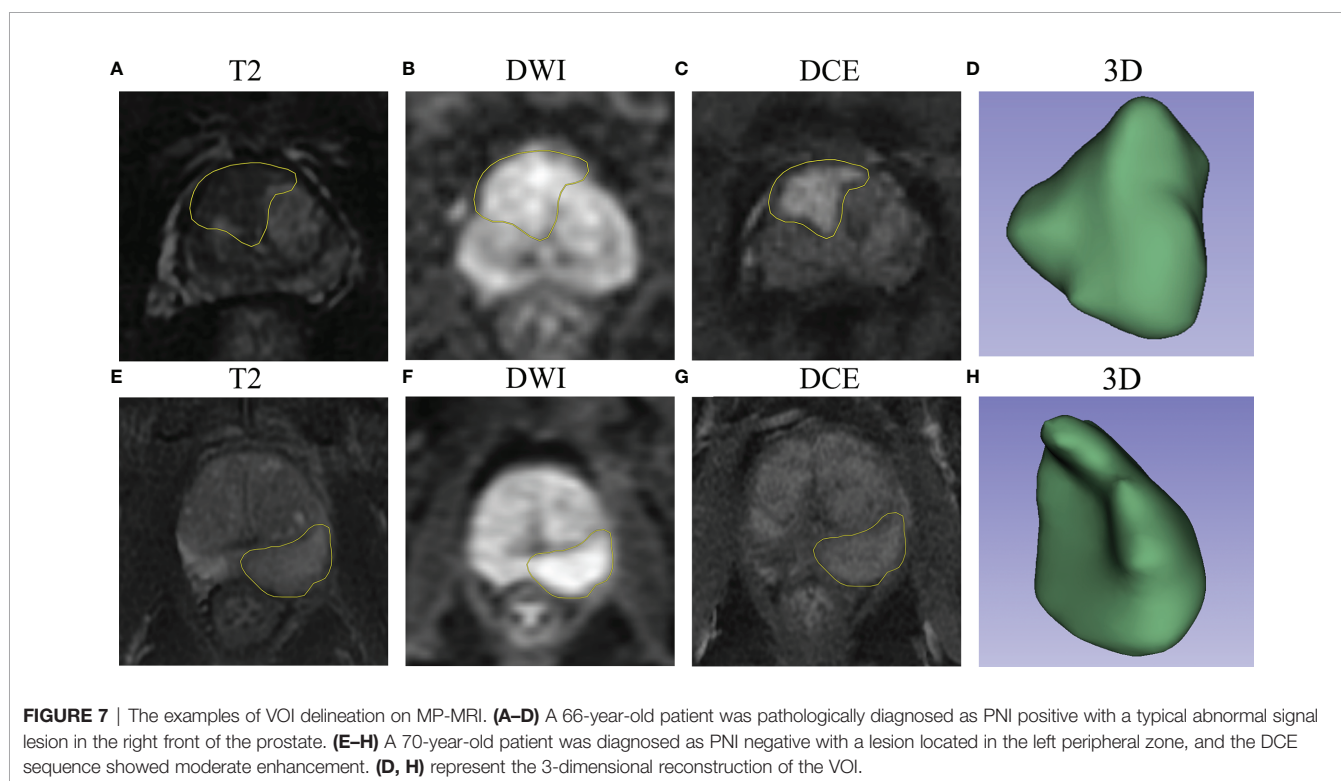 A T2 B DWI C DCE D 3D
E T2 F DWI G DCE H 3D
FIGURE 7 | The examples of VOI delineation on MP-MRI. (A–D) A 66-year-old patient was pathologically diagnosed as PNI positive with a typical abnormal signal
lesion in the right front of the prostate. (E–H) A 70-year-old patient was diagnosed as PNI negative with a lesion located in the left peripheral zone, and the DCE
sequence showed moderate enhancement. (D, H) represent the 3-dimensional reconstruction of the VOI.